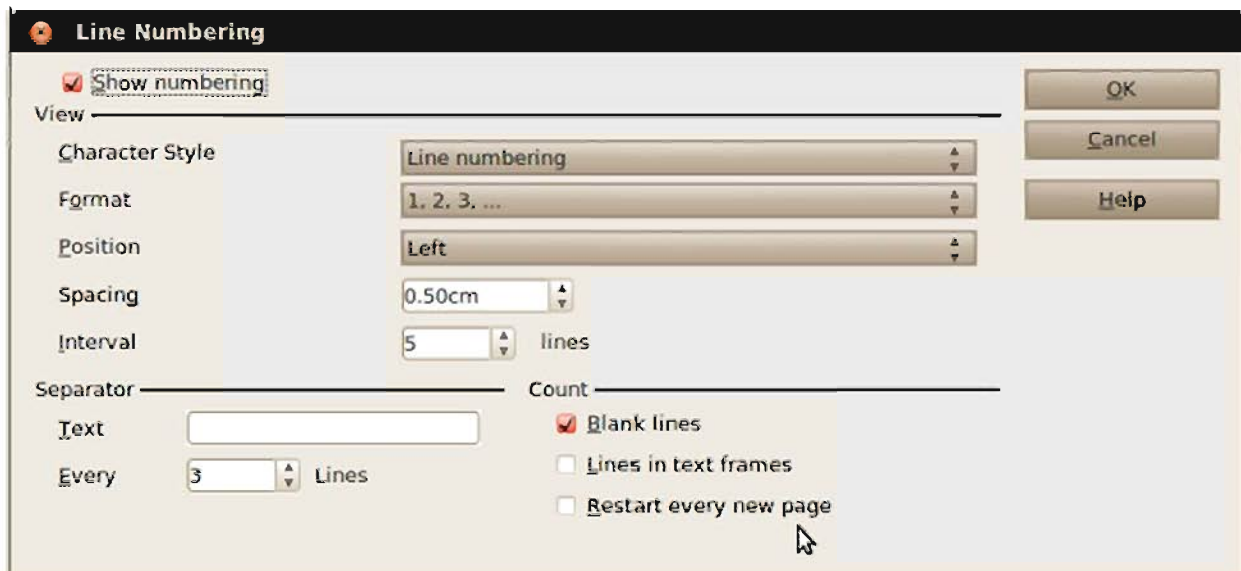 Line Numbering
Show numbering
OK
View
Cancel
Character Style Line numbering
Format 1, 2, 3, ...
Help
Position Left
Spacing 0.50cm
Interval 5 lines
Separator Count
Text Blank lines
Lines in text frames
Every 3 Lines
Restart every new page